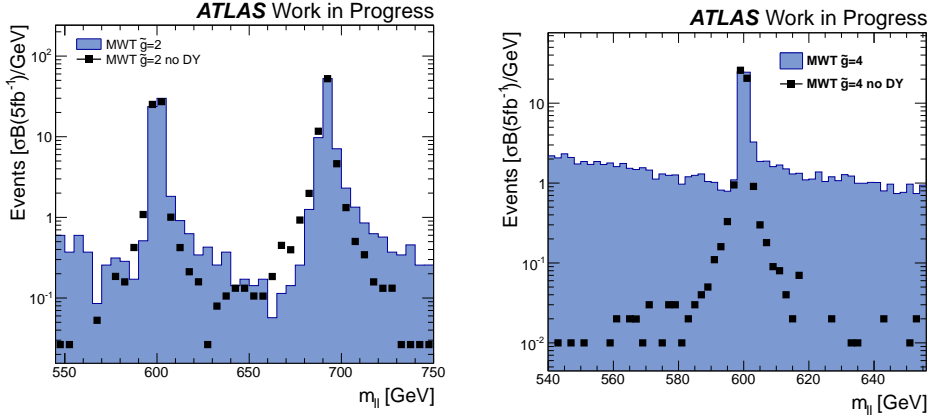 ATLAS Work in Progress
Events [σB(5fb⁻¹)/GeV]
MWT g̃=2
MWT g̃=2 no DY
10²
10
1
10⁻¹
550 600 650 700 750
m_ll [GeV]
ATLAS Work in Progress
Events [σB(5fb⁻¹)/GeV]
MWT g̃=4
MWT g̃=4 no DY
10
1
10⁻¹
10⁻²
540 560 580 600 620 640
m_ll [GeV]